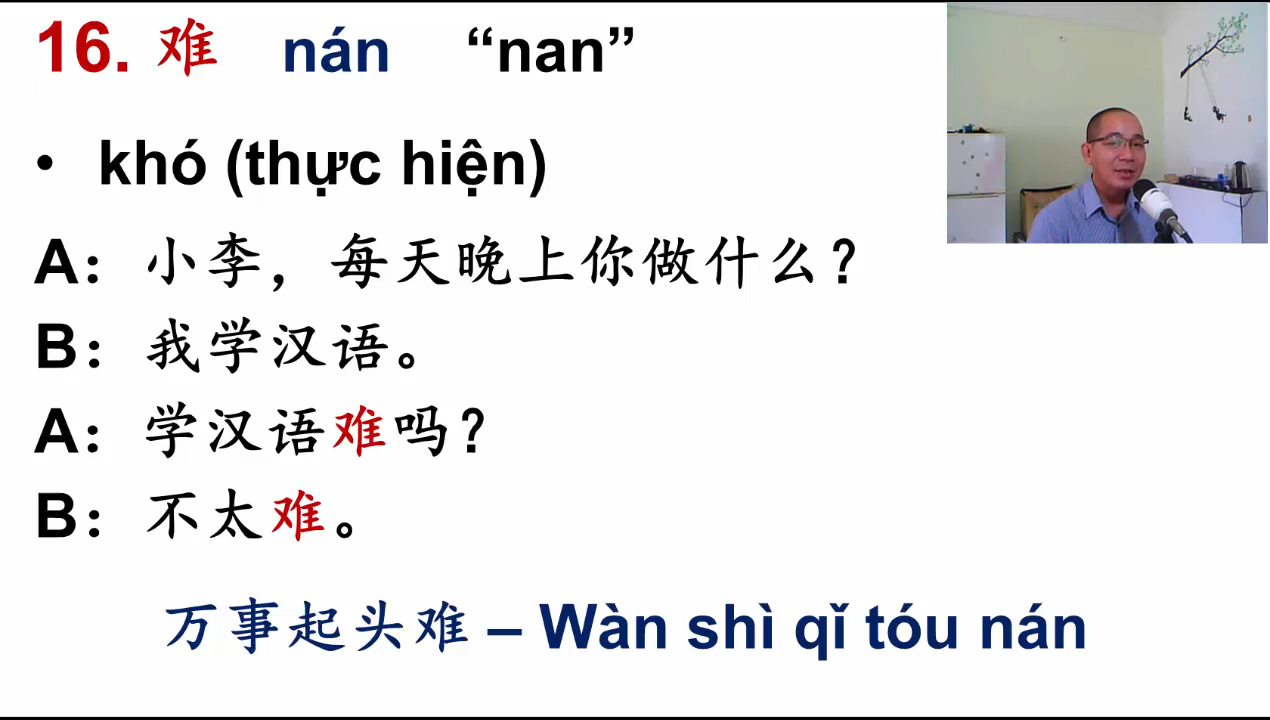 16. 难 nán “nan”
• khó (thực hiện)
A：小李，每天晚上你做什么？
B：我学汉语。
A：学汉语难吗？
B：不太难。
万事起头难 – Wàn shì qǐ tóu nán